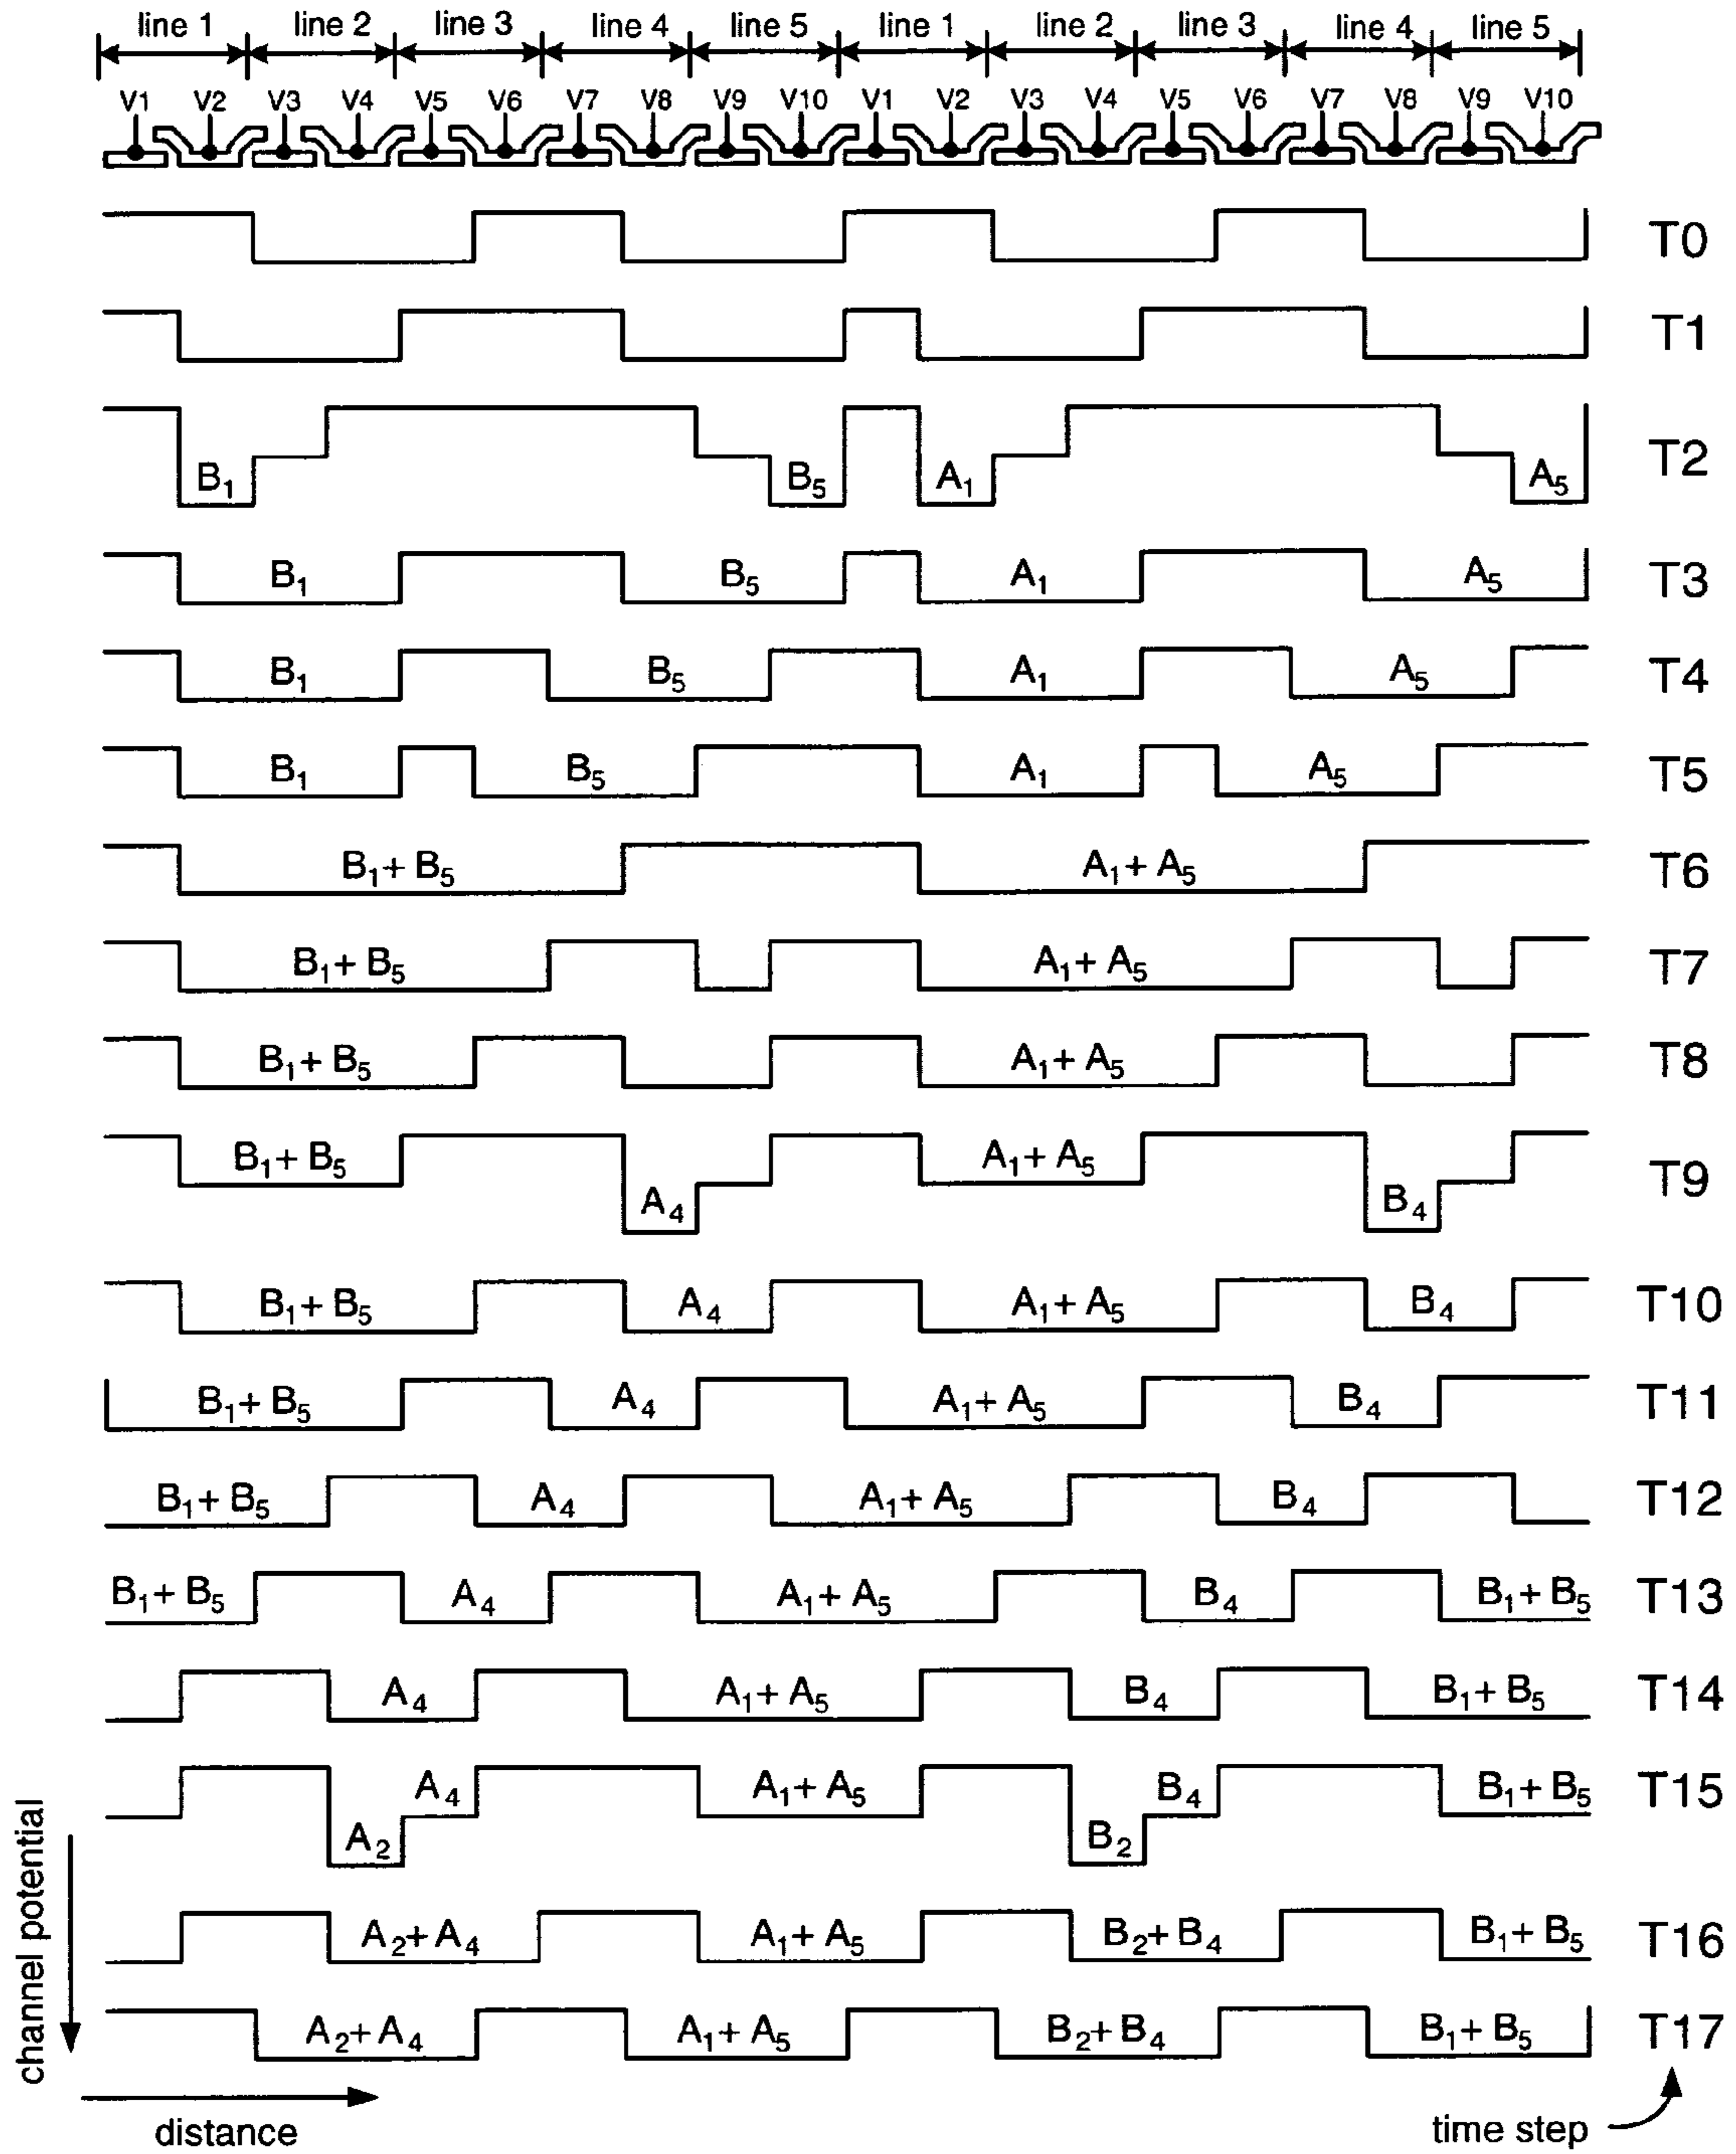 line 1 line 2 line 3 line 4 line 5 line 1 line 2 line 3 line 4 line 5
V1 V2 V3 V4 V5 V6 V7 V8 V9 V10 V1 V2 V3 V4 V5 V6 V7 V8 V9 V10
T0
T1
B₁ B₅ A₁ A₅ T2
B₁ B₅ A₁ A₅ T3
B₁ B₅ A₁ A₅ T4
B₁ B₅ A₁ A₅ T5
B₁+ B₅ A₁+ A₅ T6
B₁+ B₅ A₁+ A₅ T7
B₁+ B₅ A₁+ A₅ T8
B₁+ B₅ A₄ A₁+ A₅ B₄ T9
B₁+ B₅ A₄ A₁+ A₅ B₄ T10
B₁+ B₅ A₄ A₁+ A₅ B₄ T11
B₁+ B₅ A₄ A₁+ A₅ B₄ T12
B₁+ B₅ A₄ A₁+ A₅ B₄ B₁+ B₅ T13
A₄ A₁+ A₅ B₄ B₁+ B₅ T14
A₂ A₄ A₁+ A₅ B₂ B₄ B₁+ B₅ T15
A₂+ A₄ A₁+ A₅ B₂+ B₄ B₁+ B₅ T16
A₂+ A₄ A₁+ A₅ B₂+ B₄ B₁+ B₅ T17
channel potential
distance
time step